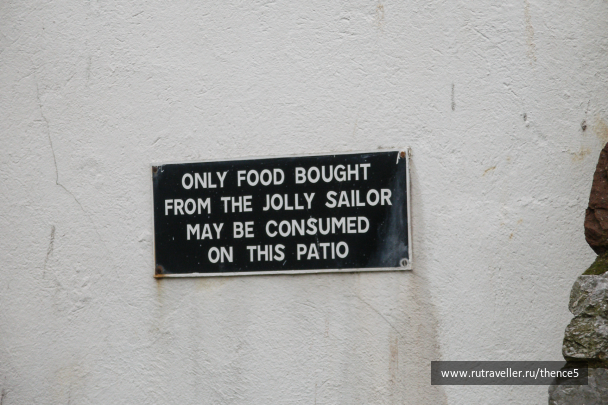 ONLY FOOD BOUGHT
FROM THE JOLLY SAILOR
MAY BE CONSUMED
ON THIS PATIO
www.rutraveller.ru/thence5